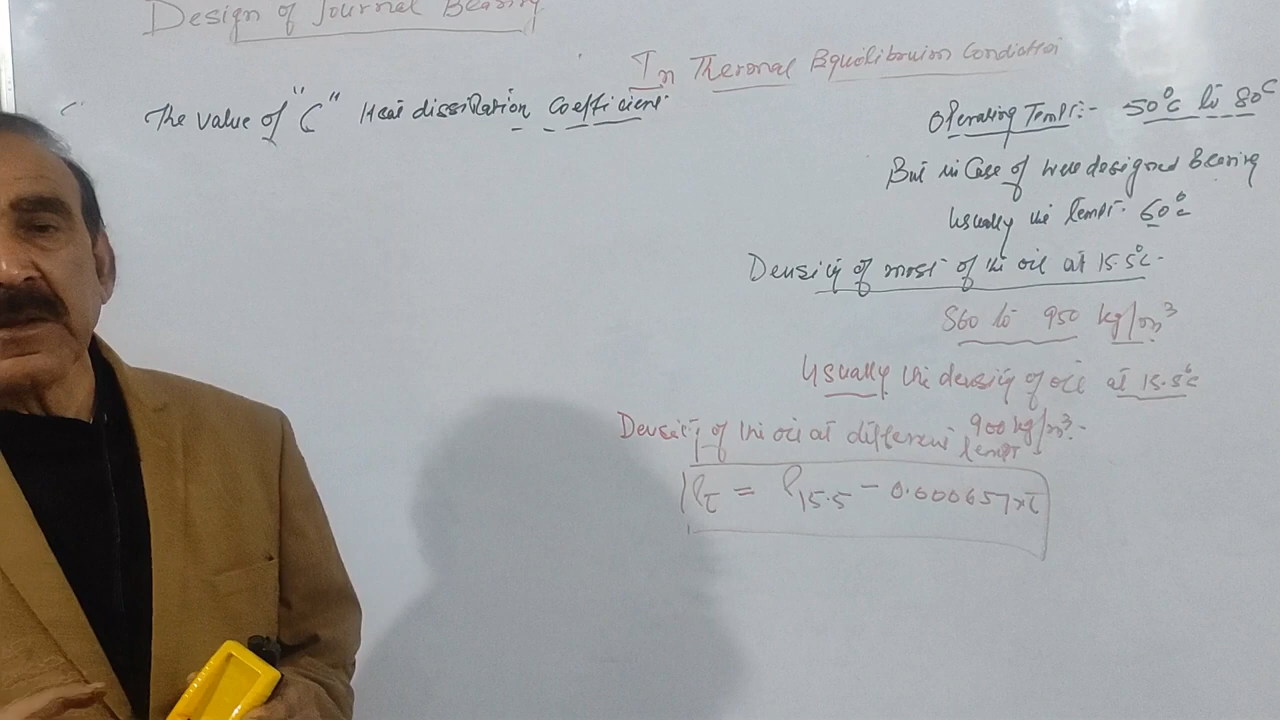 Design of Journal Bearing
In Thermal Equilibrium Condition
The value of "C" Heat dissipation coefficient
Operating Tempr:- 50°C to 80°C
But in Case of well designed Bearing
Usually the tempr. 60°C
Density of most of the oil at 15.5°C.
860 to 950 kg/m³
Usually the density of oil at 15.5°C
900 kg/m³.
Density of the oil at different tempr
ρt = ρ15.5 - 0.000657 x t